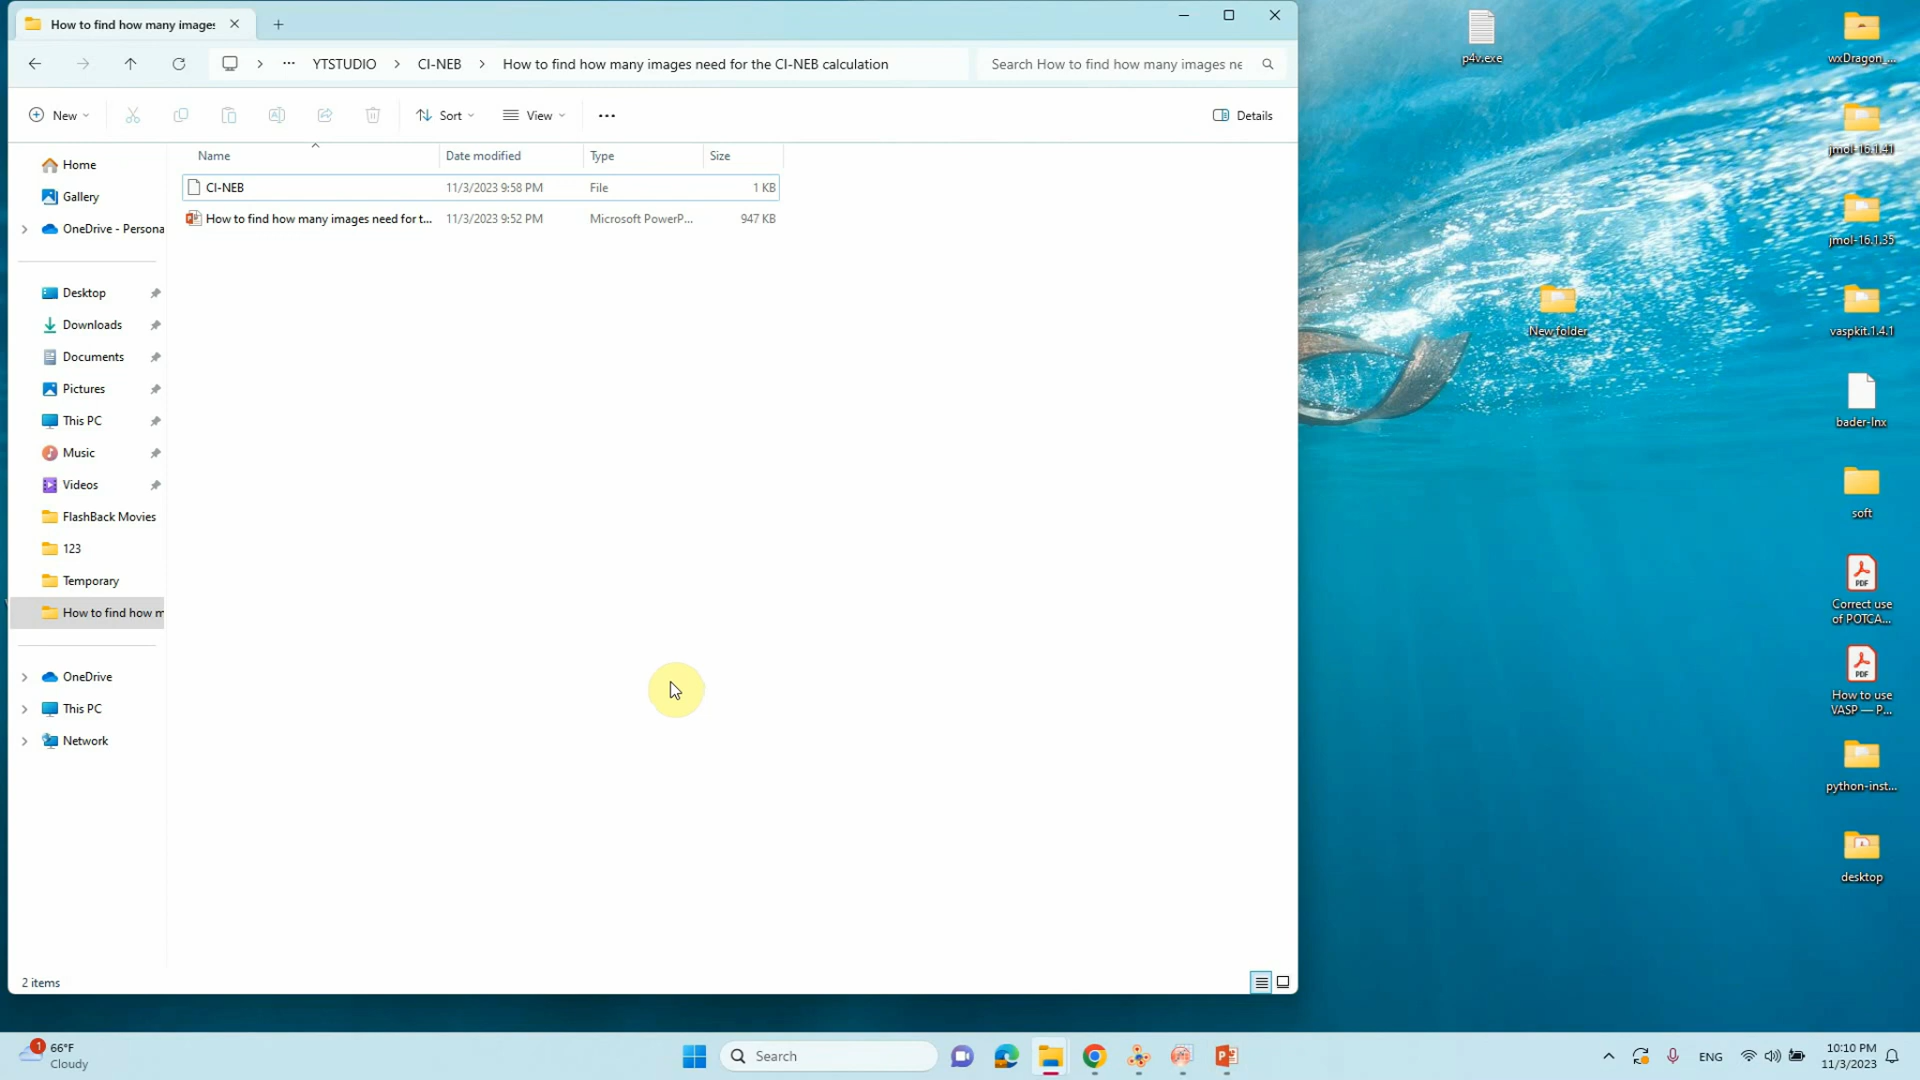 How to find how many images
YTSTUDIO
CI-NEB
How to find how many images need for the CI-NEB calculation
Search How to find how many images ne
New
Sort
View
Details
Name
Date modified
Type
Size
CI-NEB
11/3/2023 9:58 PM
File
1 KB
How to find how many images need for t...
11/3/2023 9:52 PM
Microsoft PowerP...
947 KB
Home
Gallery
OneDrive - Persona
Desktop
Downloads
Documents
Pictures
This PC
Music
Videos
FlashBack Movies
123
Temporary
How to find how m
OneDrive
This PC
Network
2 items
p4v.exe
New folder
wxDragon_...
jmol-16.1.41
jmol-16.1.35
vaspkit.1.4.1
bader-lnx
soft
PDF
Correct use
of POTCA...
PDF
How to use
VASP — P...
python-inst...
desktop
1
66°F
Cloudy
Search
ENG
10:10 PM
11/3/2023